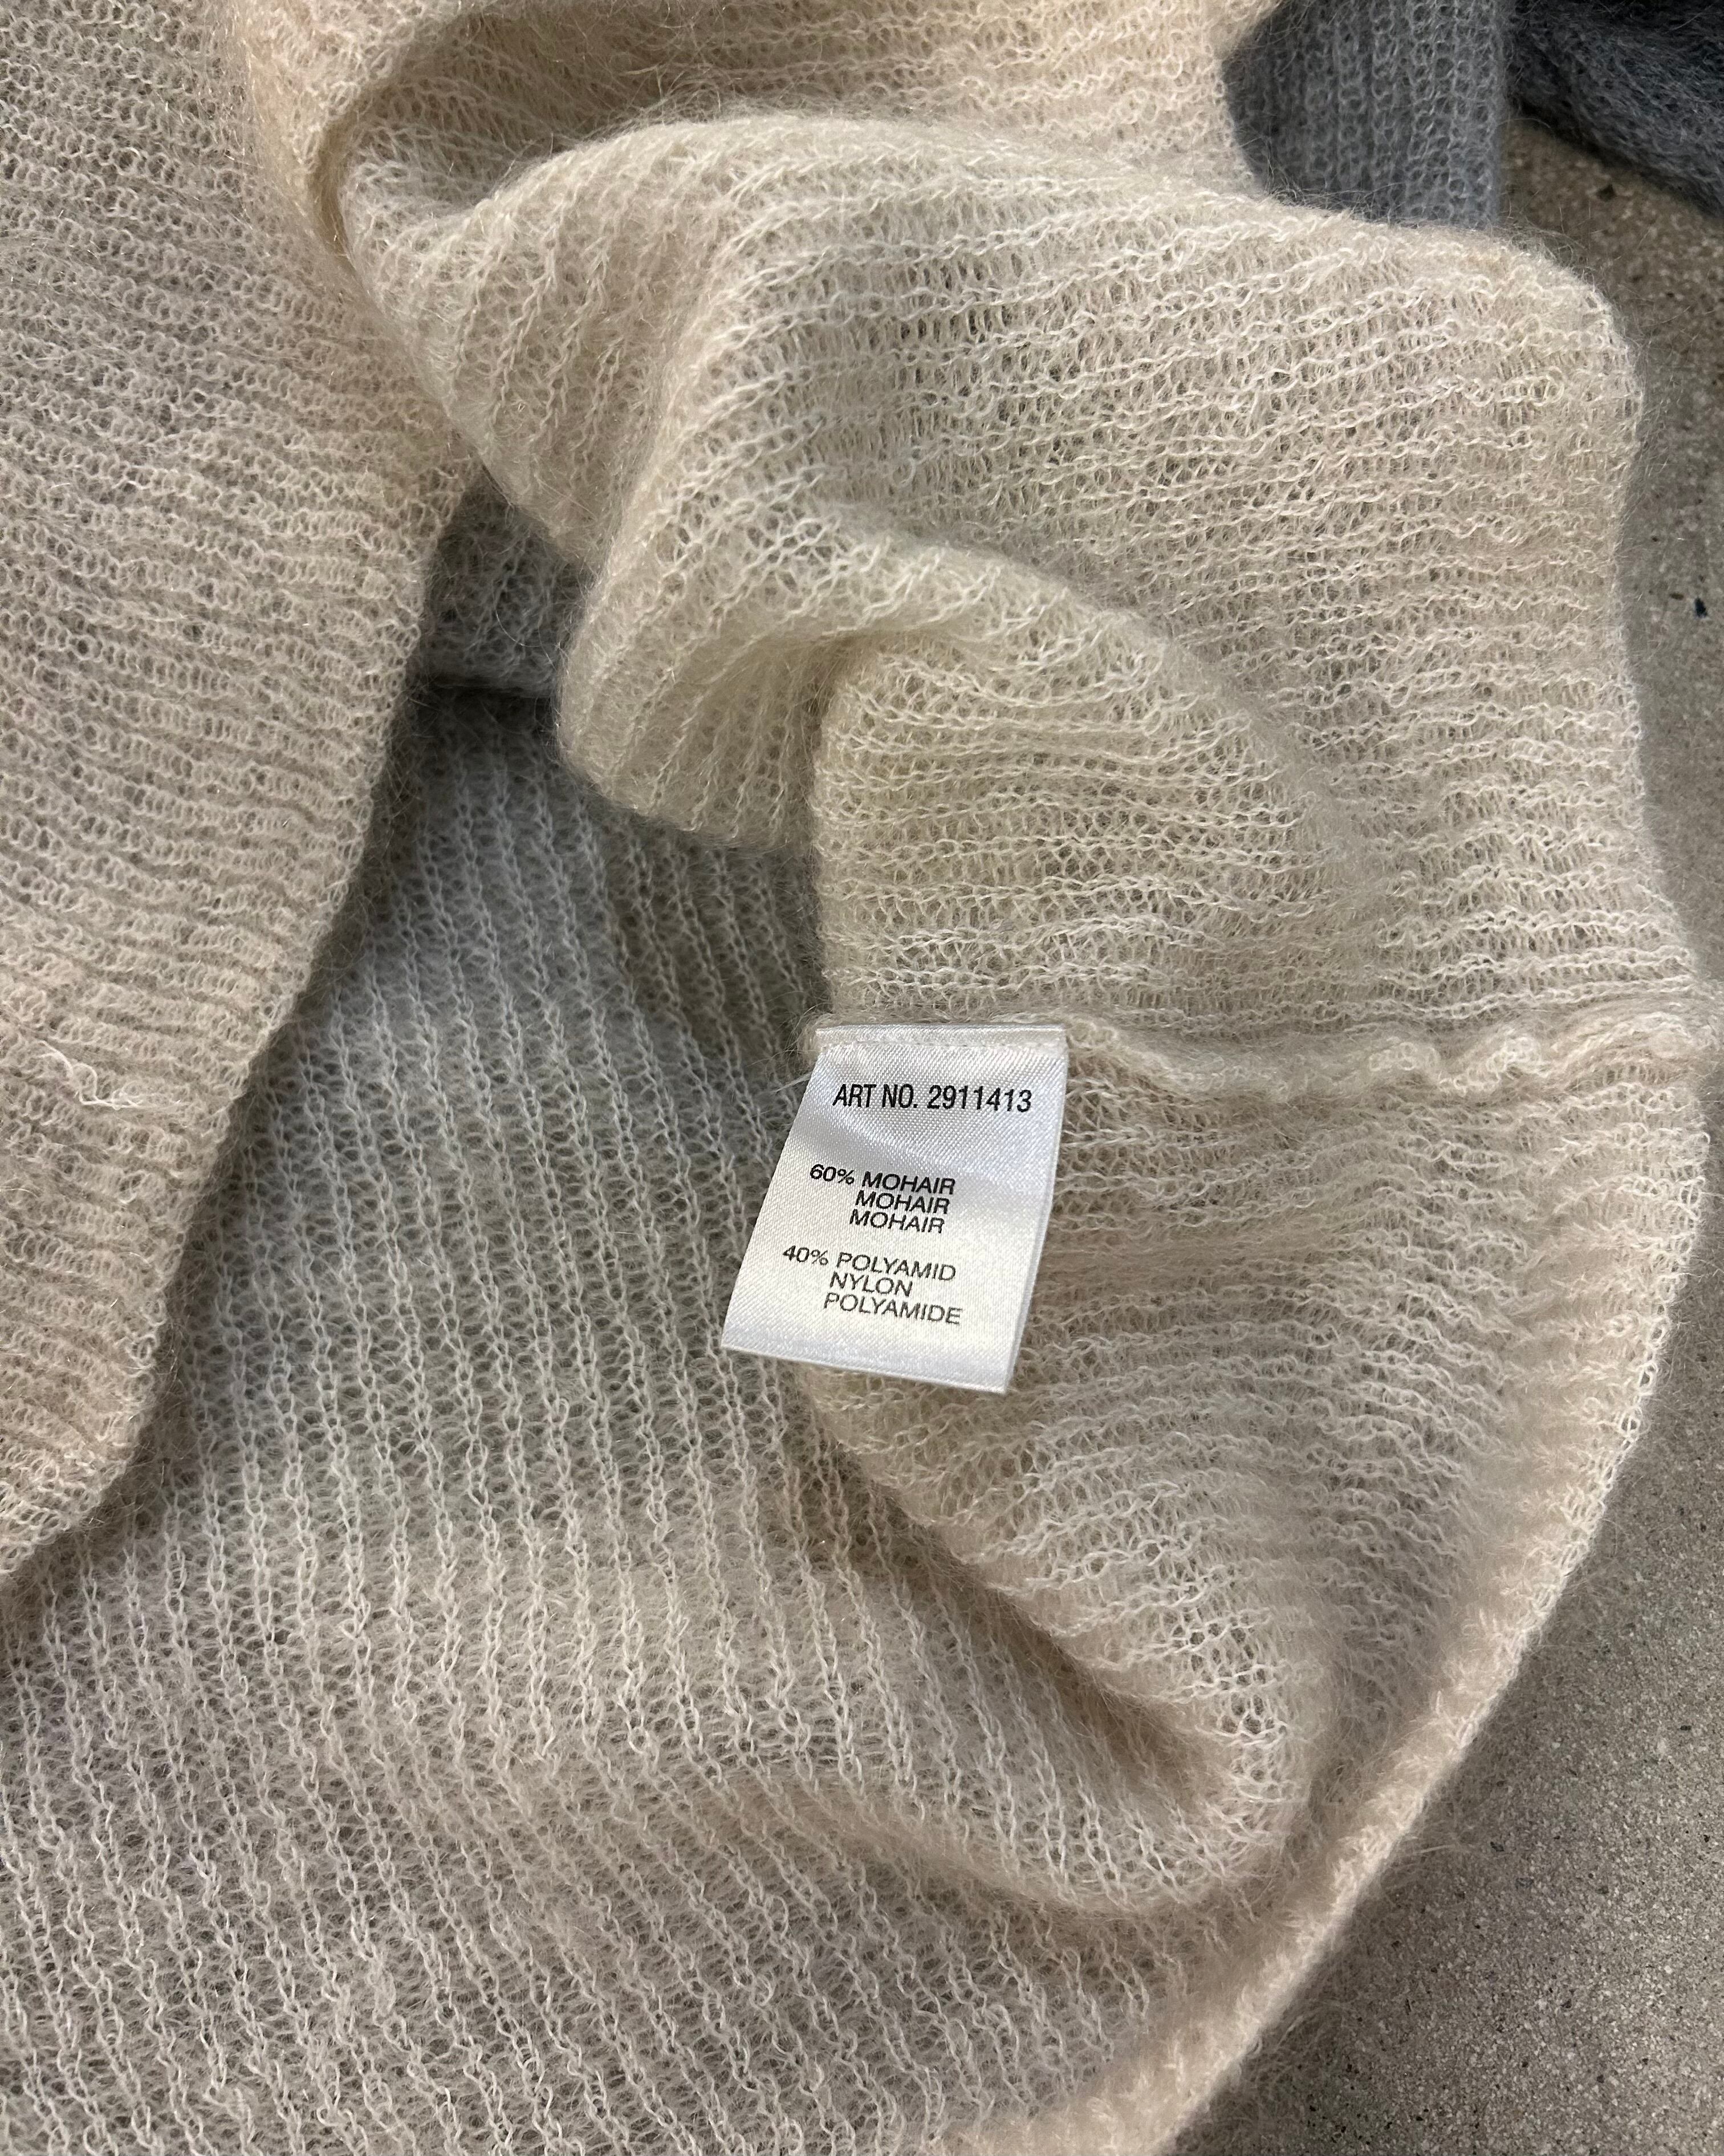 ART NO. 2911413
60% MOHAIR
MOHAIR
MOHAIR
40% POLYAMID
NYLON
POLYAMIDE